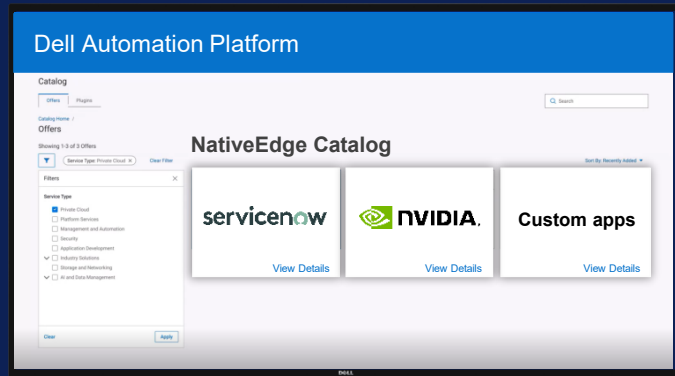 Dell Automation Platform
Catalog
Offers Plugins
Search
Catalog Home /
Offers
Showing 1-3 of 3 Offers
NativeEdge Catalog
Service Type: Private Cloud X Clear Filter
Sort By: Recently Added
Filters
Service Type
Private Cloud
Platform Services
Management and Automation
Security
Application Development
Industry Solutions
Storage and Networking
AI and Data Management
Clear Apply
servicenow
View Details
NVIDIA.
View Details
Custom apps
View Details
DELL